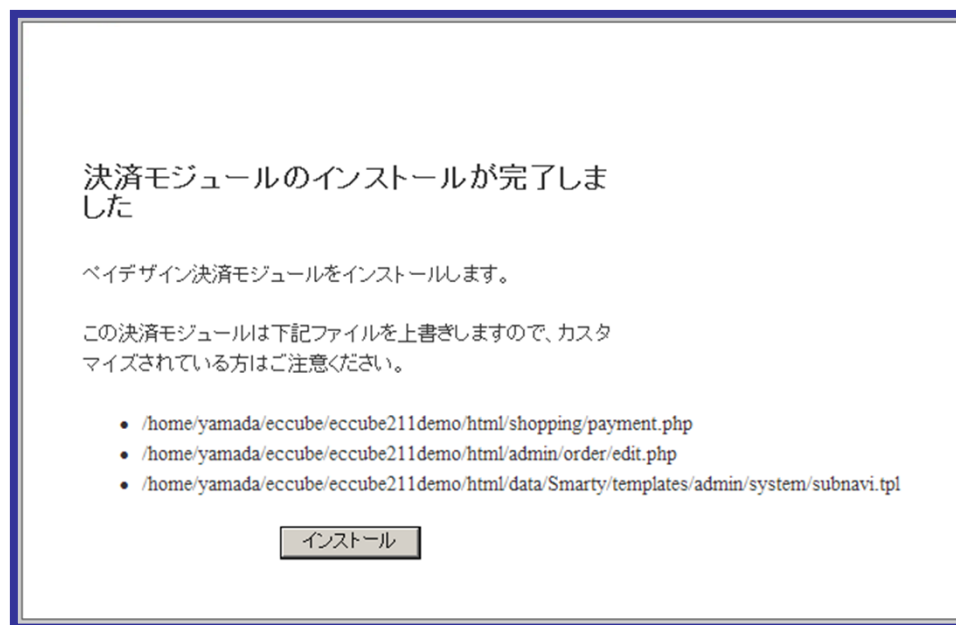 決済モジュールのインストールが完了しま
した
ペイデザイン決済モジュールをインストールします。
この決済モジュールは下記ファイルを上書きしますので、カスタ
マイズされている方はご注意ください。
• /home/yamada/eccube/eccube211demo/html/shopping/payment.php
• /home/yamada/eccube/eccube211demo/html/admin/order/edit.php
• /home/yamada/eccube/eccube211demo/html/data/Smarty/templates/admin/system/subnavi.tpl
インストール